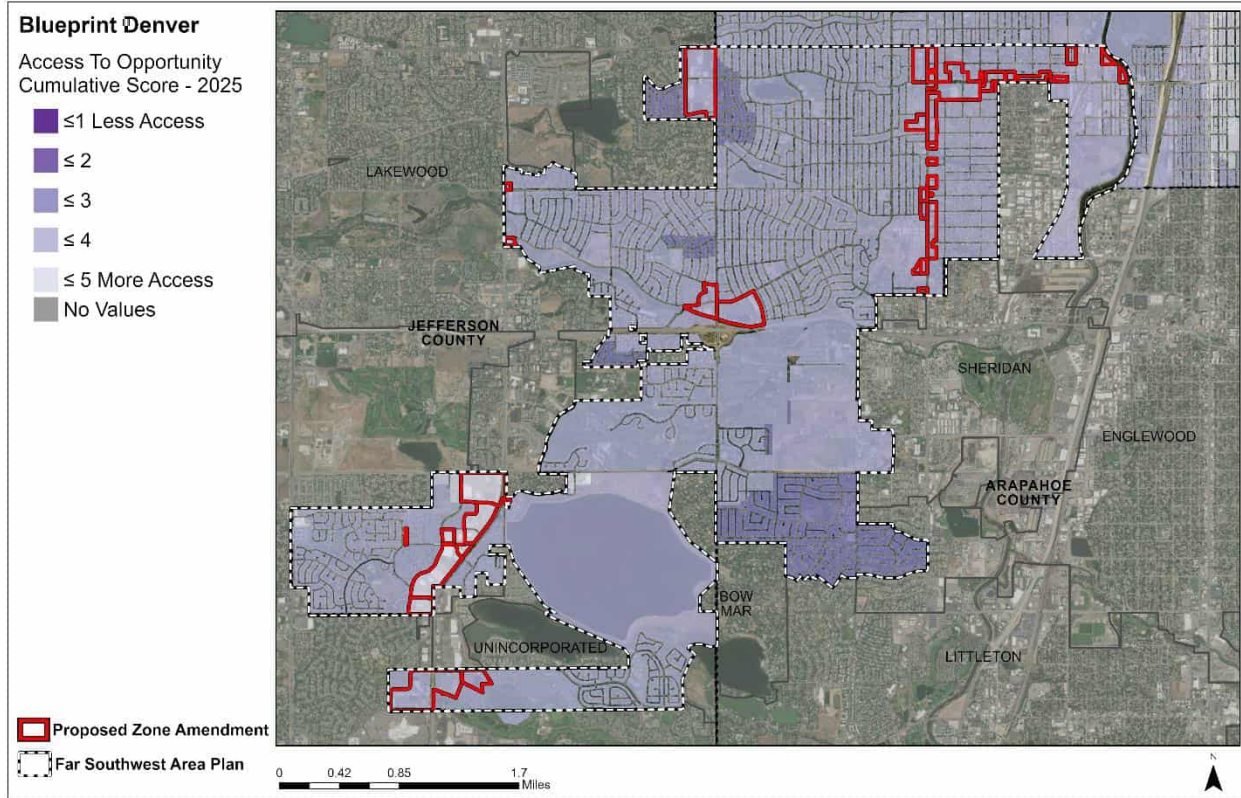 Blueprint Denver
Access To Opportunity
Cumulative Score - 2025
≤1 Less Access
≤ 2
≤ 3
≤ 4
≤ 5 More Access
No Values
LAKEWOOD
JEFFERSON
COUNTY
SHERIDAN
ENGLEWOOD
ARAPAHOE
COUNTY
BOW
MAR
UNINCORPORATED
LITTLETON
Proposed Zone Amendment
Far Southwest Area Plan
0 0.42 0.85 1.7
Miles
N